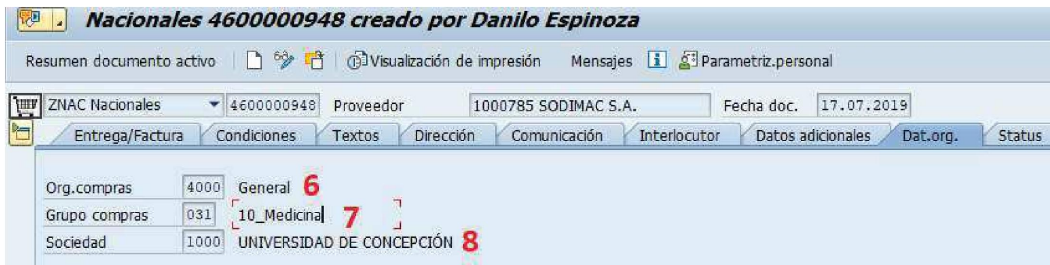 Nacionales 4600000948 creado por Danilo Espinoza
Resumen documento activo Visualización de impresión Mensajes Parametriz.personal
ZNAC Nacionales 4600000948 Proveedor 1000785 SODIMAC S.A. Fecha doc. 17.07.2019
Entrega/Factura Condiciones Textos Dirección Comunicación Interlocutor Datos adicionales Dat.org. Status
Org.compras 4000 General 6
Grupo compras 031 10_Medicina 7
Sociedad 1000 UNIVERSIDAD DE CONCEPCIÓN 8